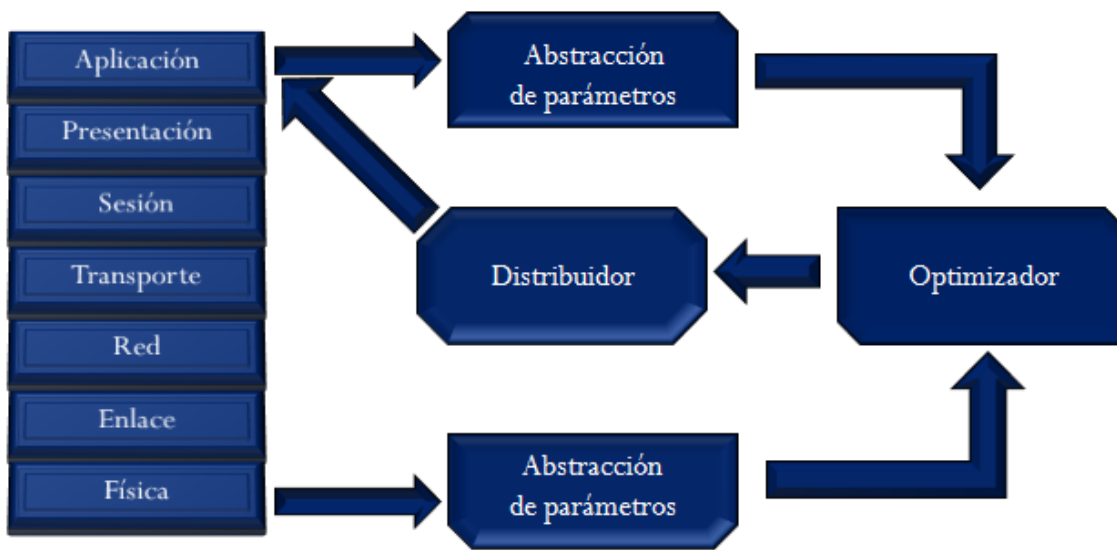 Aplicación
Presentación
Sesión
Transporte
Red
Enlace
Física
Abstracción
de parámetros
Distribuidor
Optimizador
Abstracción
de parámetros